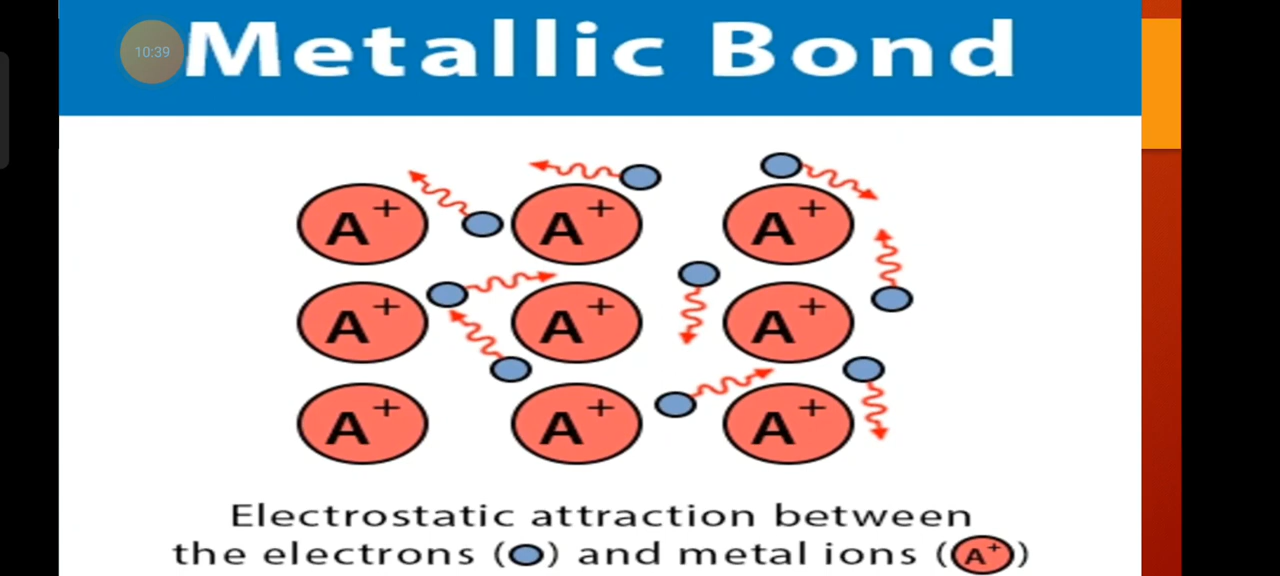 10:39
Metallic Bond
A+ A+ A+
A+ A+ A+
A+ A+ A+
Electrostatic attraction between
the electrons ( ) and metal ions (A+)